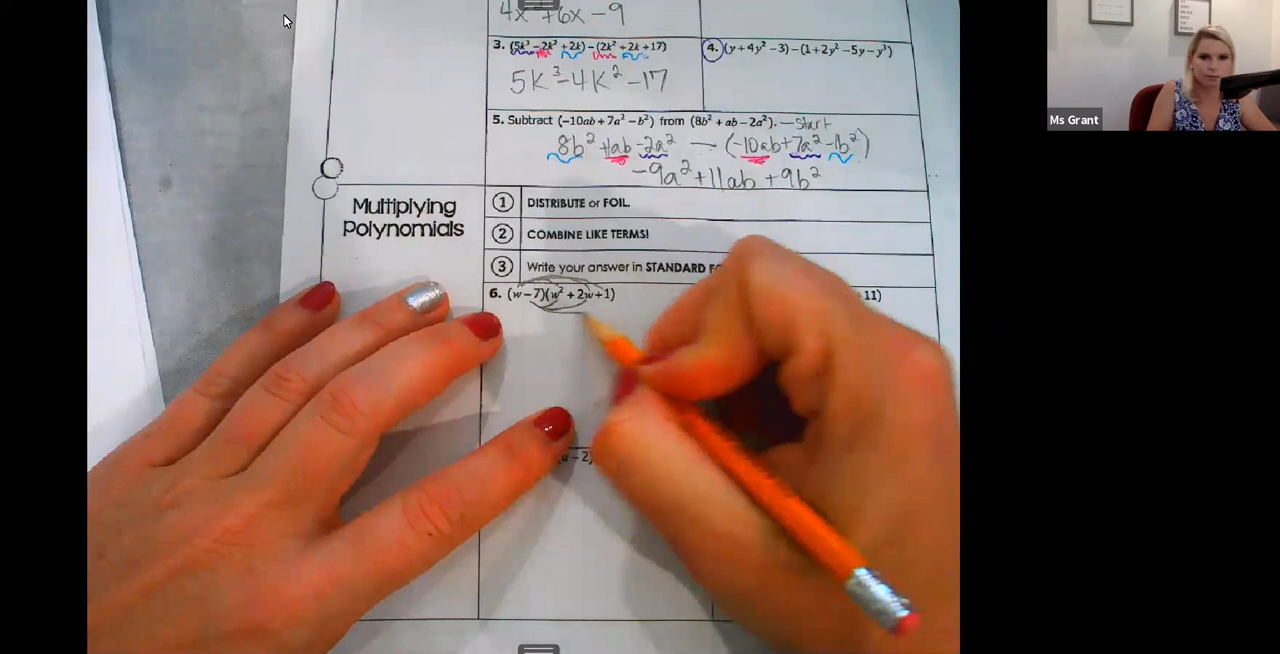 4x² + 6x − 9
3. (5k³ − 2k² + 2k) − (2k² + 2k + 17)
5k³ − 4k² − 17
4. (y + 4y² − 3) − (1 + 2y² − 5y − y³)
5. Subtract (−10ab + 7a² − b²) from (8b² + ab − 2a²). — Start
8b² + 1ab − 2a² — (−10ab + 7a² − 1b²)
−9a² + 11ab + 9b²
Multiplying
Polynomials
1 DISTRIBUTE or FOIL.
2 COMBINE LIKE TERMS!
3 Write your answer in STANDARD
6. (w − 7)(w² + 2w + 1)
+ 11)
(a − 2)
Ms Grant